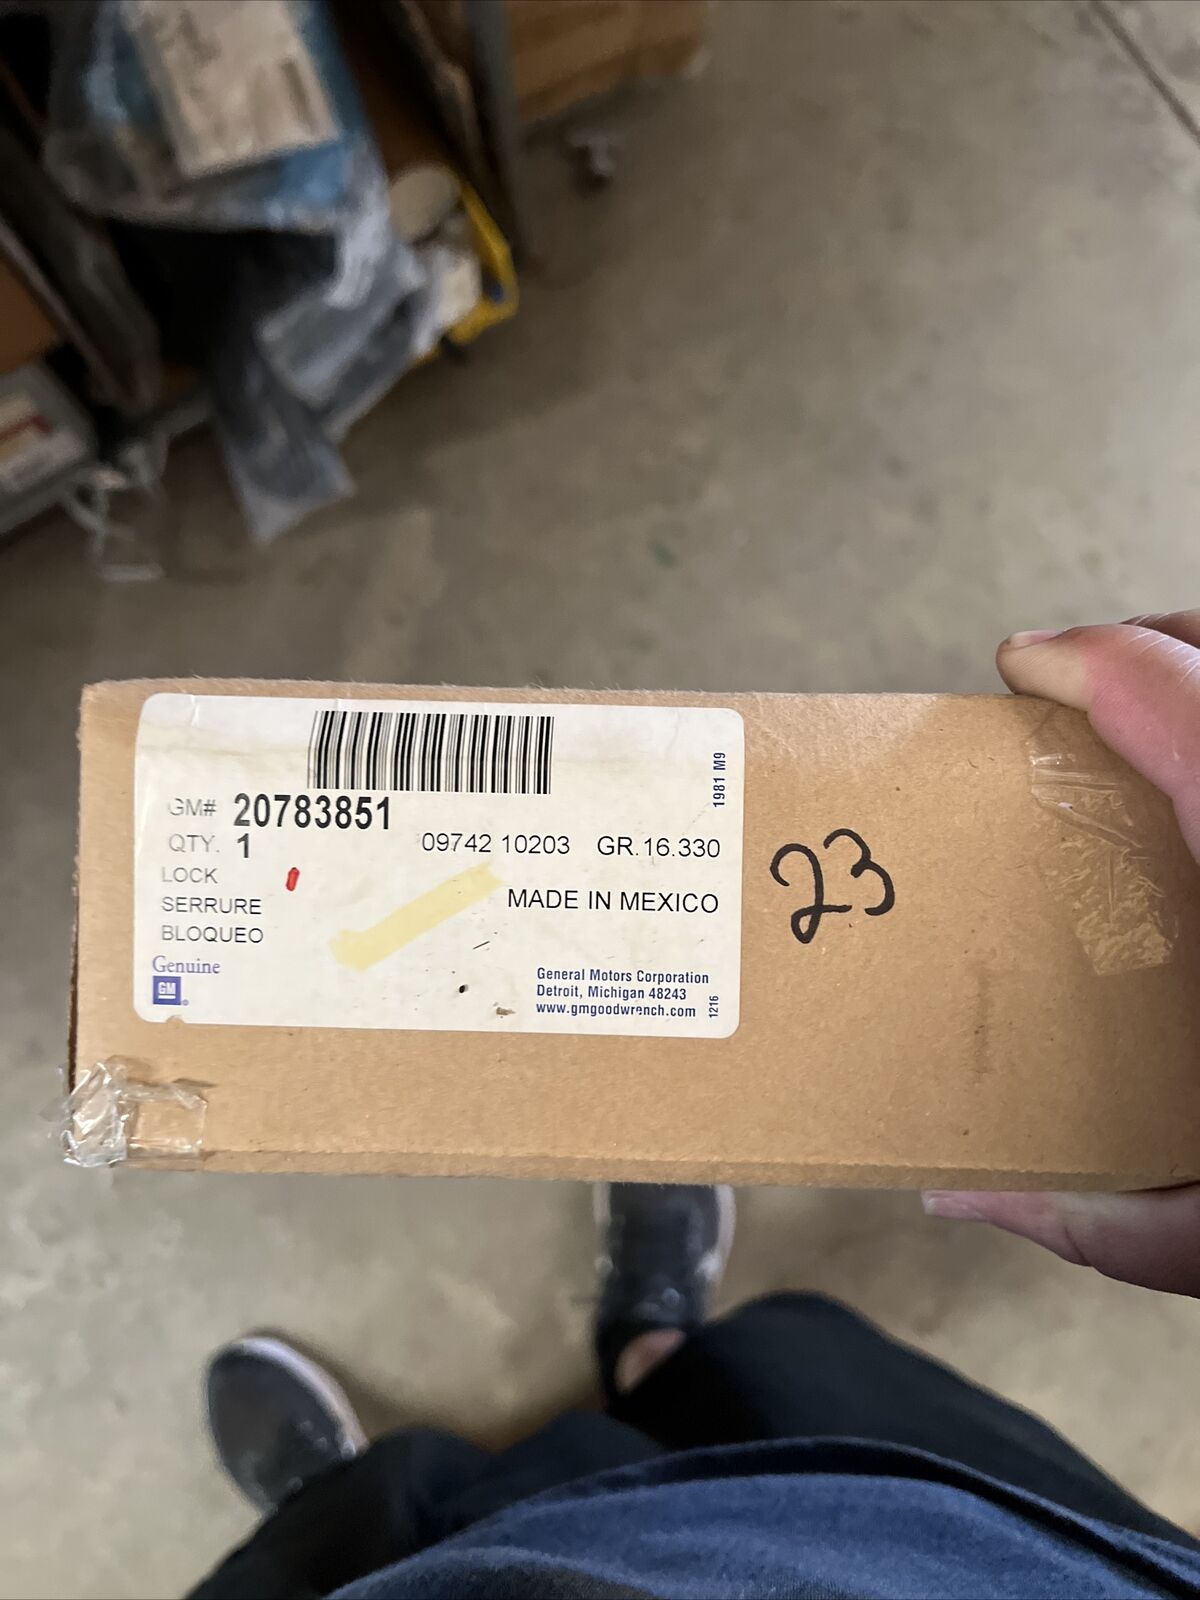 1981 M9
GM# 20783851
QTY. 1
09742 10203 GR.16.330
LOCK
SERRURE
BLOQUEO
MADE IN MEXICO
Genuine
GM
General Motors Corporation
Detroit, Michigan 48243
www.gmgoodwrench.com
1216
23